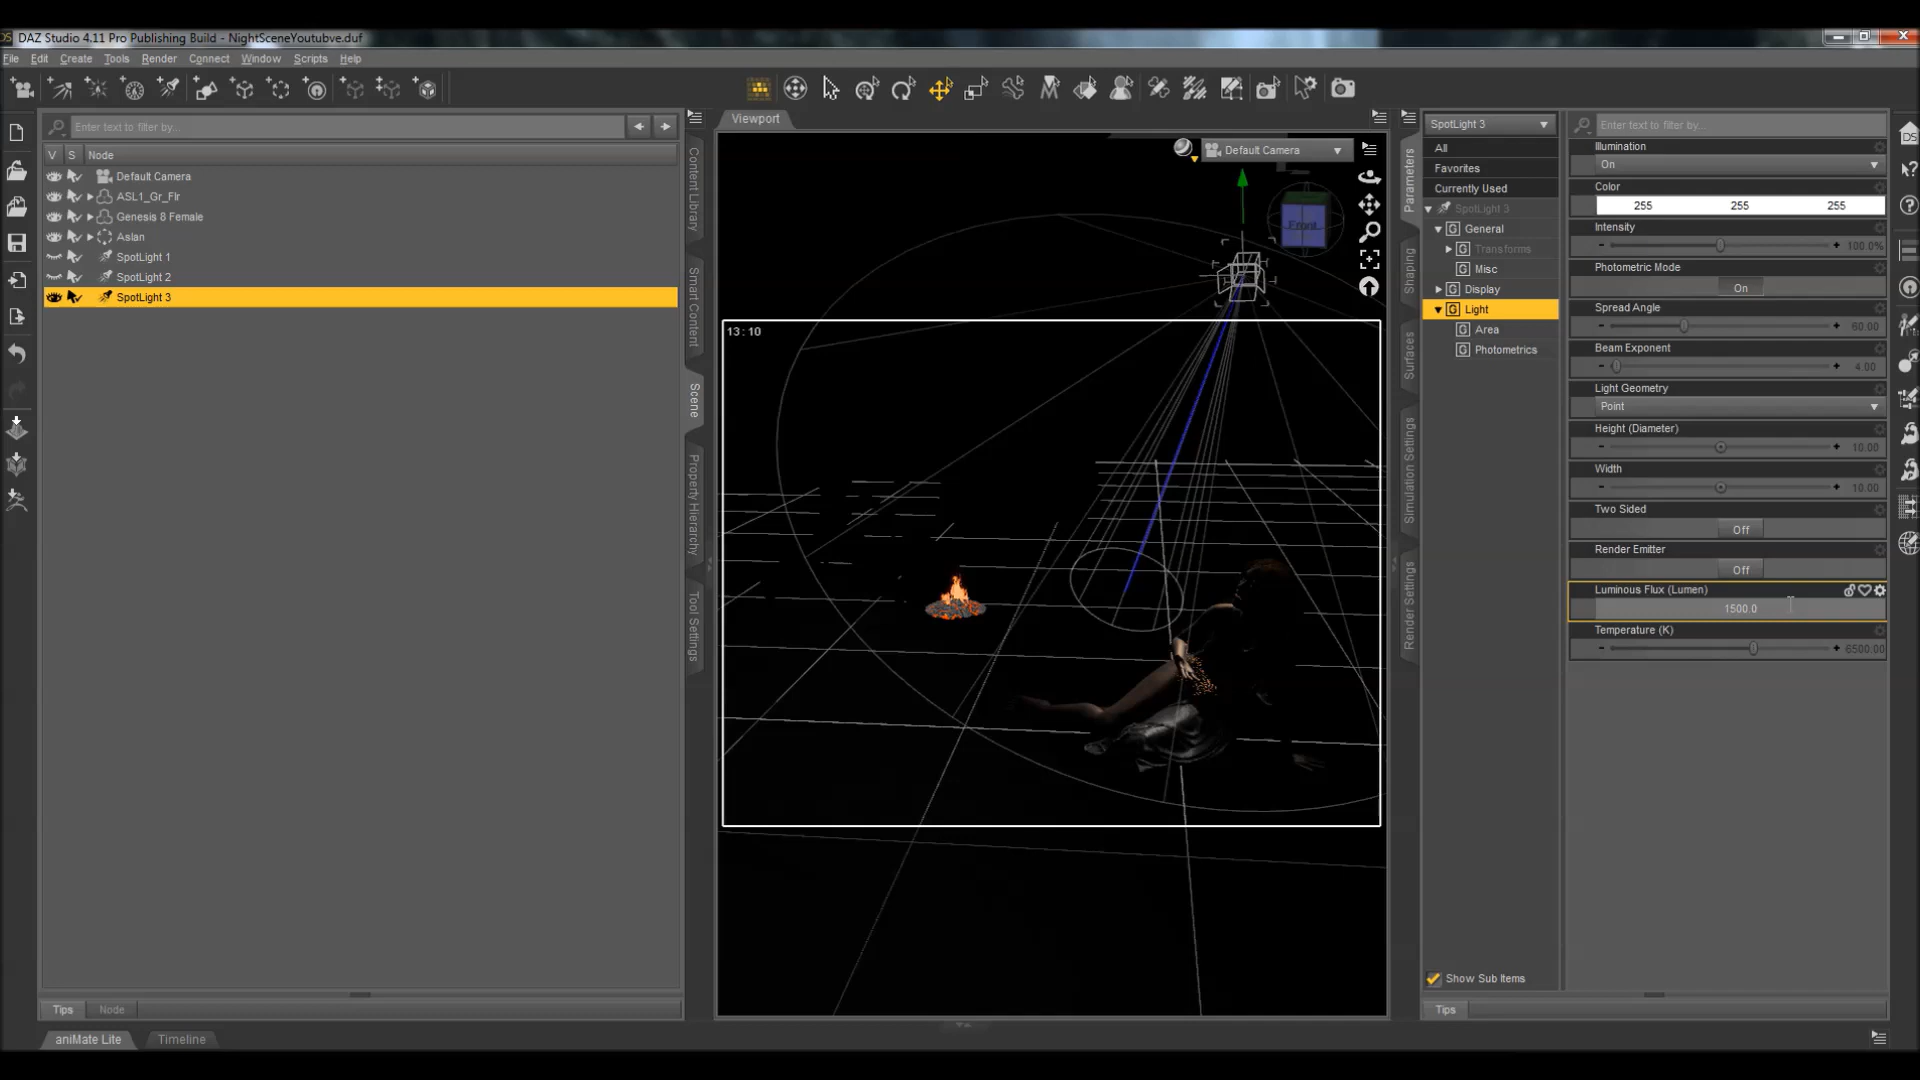 DAZ Studio 4.11 Pro Publishing Build - NightSceneYoutubve.duf
File Edit Create Tools Render Connect Window Scripts Help
Enter text to filter by...
V S Node
Default Camera
ASL1_Gr_Flr
Genesis 8 Female
Aslan
SpotLight 1
SpotLight 2
SpotLight 3
Tips Node
aniMate Lite Timeline
Content Library
Smart Content
Scene
Property Hierarchy
Tool Settings
Viewport
Default Camera
Front
13 : 10
Parameters
Shaping
Surfaces
Simulation Settings
Render Settings
SpotLight 3
All
Favorites
Currently Used
SpotLight 3
G General
G Transforms
G Misc
G Display
G Light
G Area
G Photometrics
Show Sub Items
Tips
Enter text to filter by...
Illumination
On
Color
255 255 255
Intensity
100.0%
Photometric Mode
On
Spread Angle
60.00
Beam Exponent
4.00
Light Geometry
Point
Height (Diameter)
10.00
Width
10.00
Two Sided
Off
Render Emitter
Off
Luminous Flux (Lumen)
1500.0
Temperature (K)
6500.00
DS